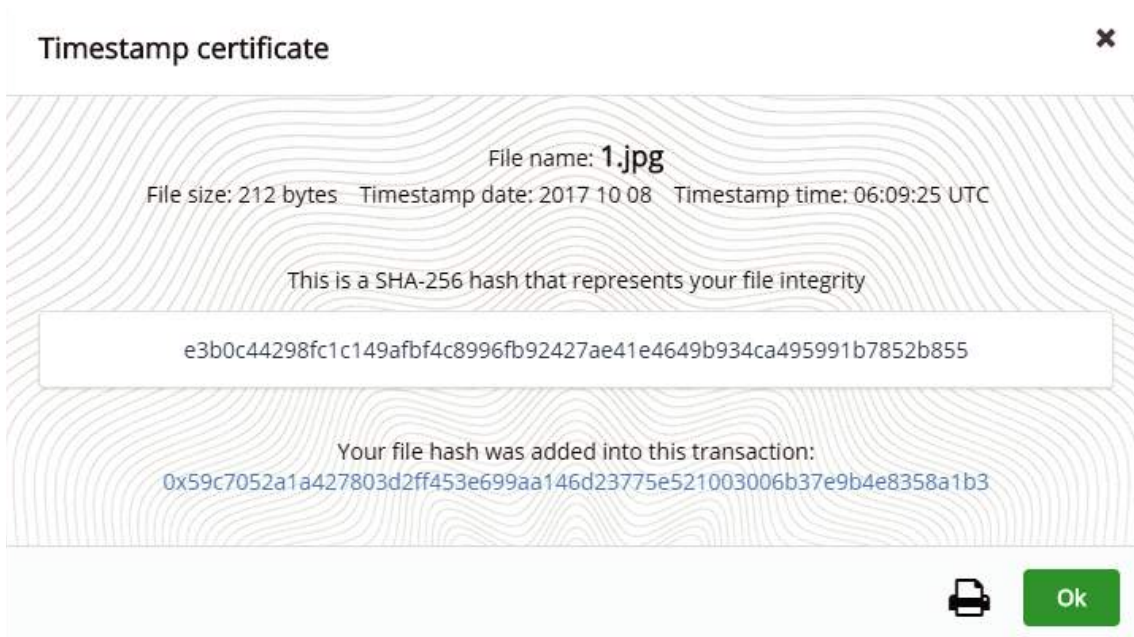 Timestamp certificate
File name: 1.jpg
File size: 212 bytes Timestamp date: 2017 10 08 Timestamp time: 06:09:25 UTC
This is a SHA-256 hash that represents your file integrity
e3b0c44298fc1c149afbf4c8996fb92427ae41e4649b934ca495991b7852b855
Your file hash was added into this transaction:
0x59c7052a1a427803d2ff453e699aa146d23775e521003006b37e9b4e8358a1b3
Ok